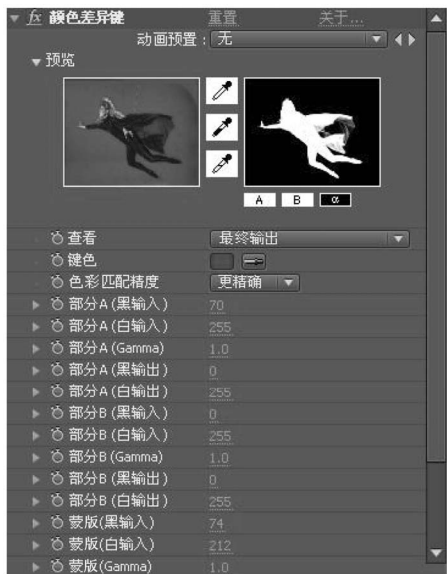 fx 颜色差异键 重置 关于...
动画预置：无
预览
A B α
查看 最终输出
键色
色彩匹配精度 更精确
部分A(黑输入) 70
部分A(白输入) 255
部分A(Gamma) 1.0
部分A(黑输出) 0
部分A(白输出) 255
部分B(黑输入) 0
部分B(白输入) 255
部分B(Gamma) 1.0
部分B(黑输出) 0
部分B(白输出) 255
蒙版(黑输入) 74
蒙版(白输入) 212
蒙版(Gamma) 1.0